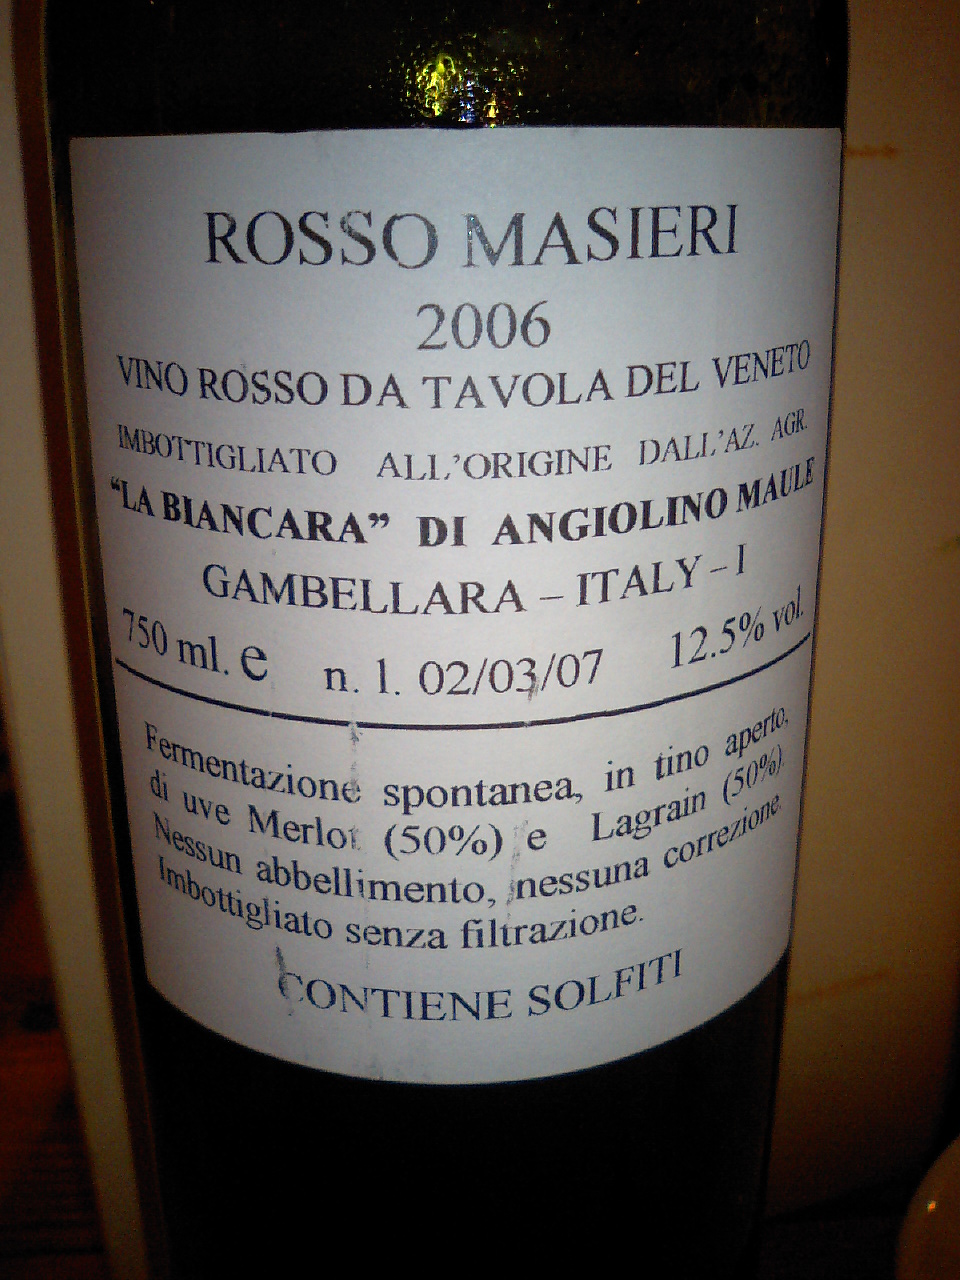 ROSSO MASIERI
2006
VINO ROSSO DA TAVOLA DEL VENETO
IMBOTTIGLIATO ALL'ORIGINE DALL'AZ. AGR.
“LA BIANCARA” DI ANGIOLINO MAULE
GAMBELLARA – ITALY – I
750 ml. e n. l. 02/03/07 12.5% vol.
Fermentazione spontanea, in tino aperto,
di uve Merlot (50%) e Lagrain (50%).
Nessun abbellimento, nessuna correzione.
Imbottigliato senza filtrazione.
CONTIENE SOLFITI